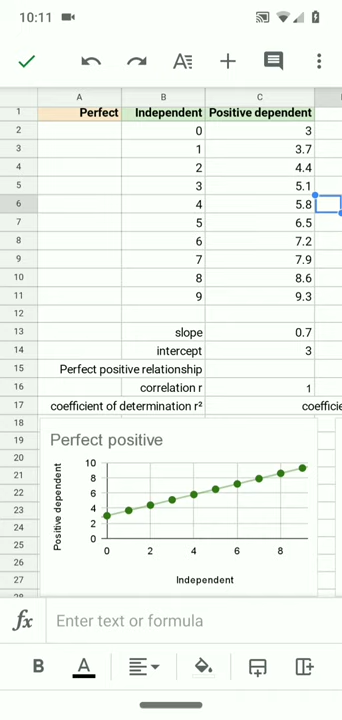 10:11
A B C
1 Perfect Independent Positive dependent
2 0 3
3 1 3.7
4 2 4.4
5 3 5.1
6 4 5.8
7 5 6.5
8 6 7.2
9 7 7.9
10 8 8.6
11 9 9.3
12
13 slope 0.7
14 intercept 3
15 Perfect positive relationship
16 correlation r 1
17 coefficient of determination r² coefficie
18
19 Perfect positive
20
21
22
23
24
25
26
27
28
Positive dependent
10
8
6
4
2
0
0 2 4 6 8
Independent
fx Enter text or formula
B A